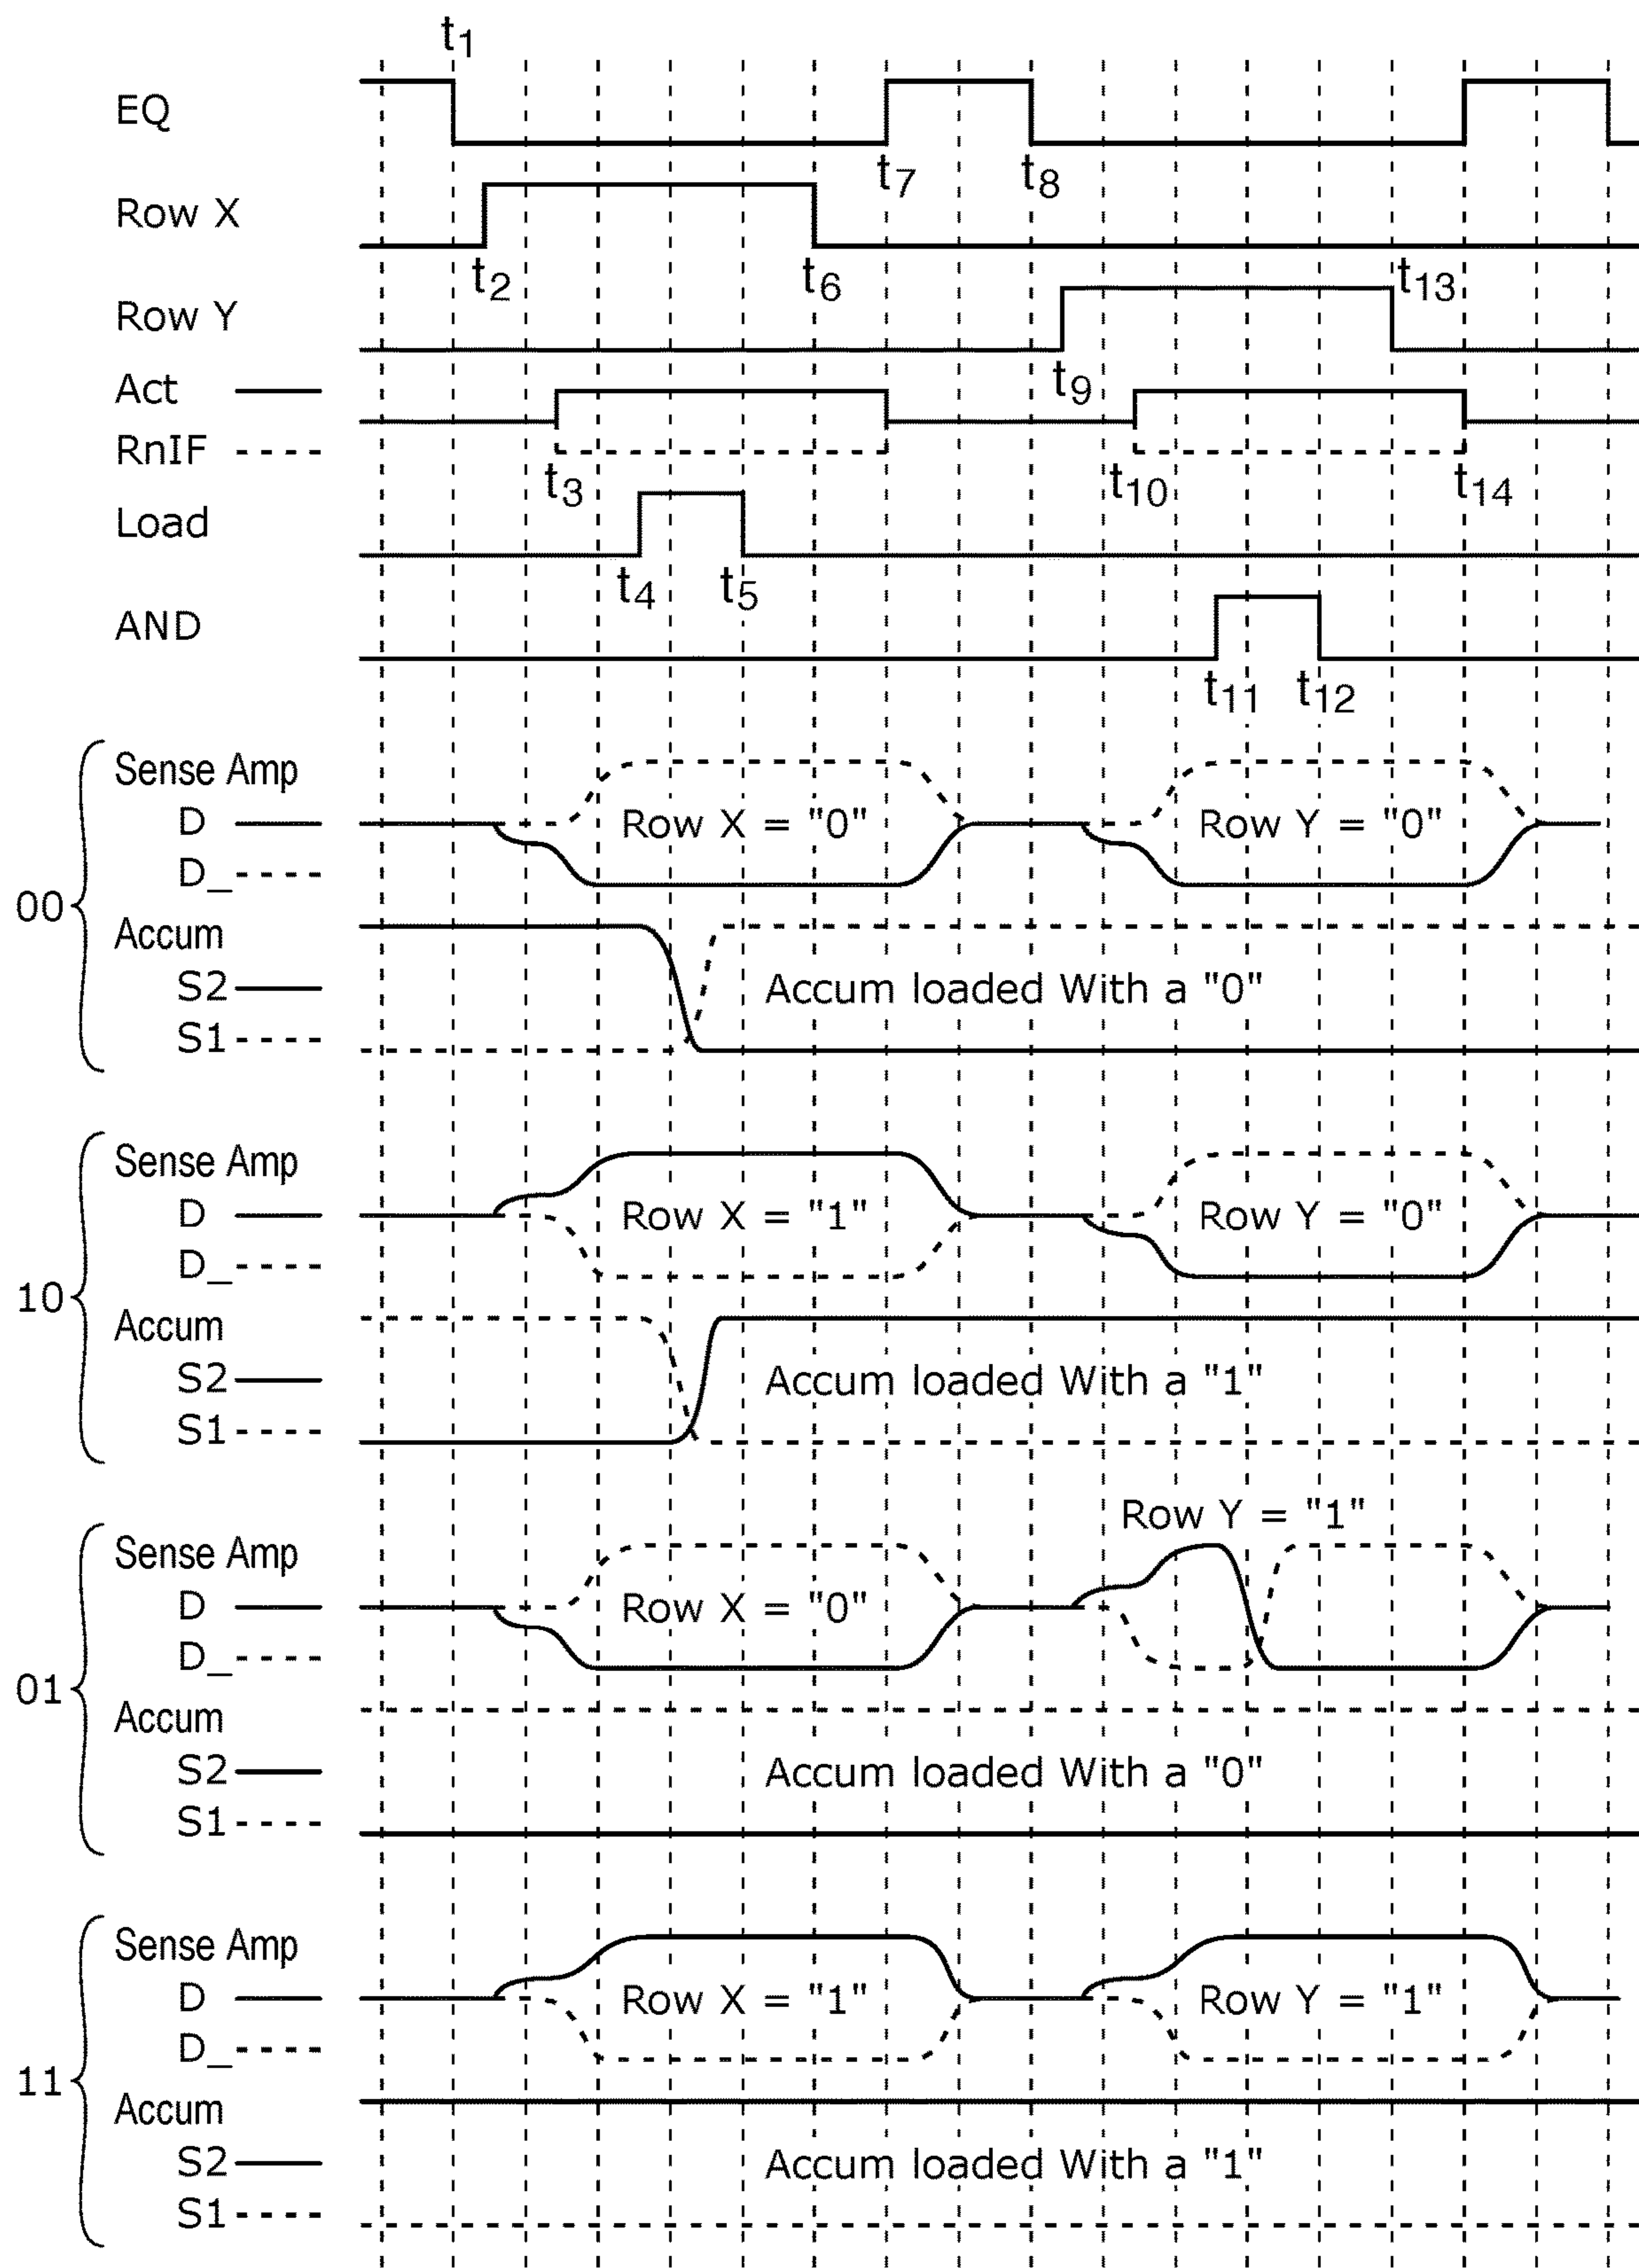 t1
EQ
t7 t8
Row X
t2 t6 t13
Row Y
t9
Act
RnIF
t3 t10 t14
Load
t4 t5
AND
t11 t12
00
Sense Amp
D Row X = "0" Row Y = "0"
D_
Accum
S2 Accum loaded With a "0"
S1
10
Sense Amp
D Row X = "1" Row Y = "0"
D_
Accum
S2 Accum loaded With a "1"
S1
01
Row Y = "1"
Sense Amp
D Row X = "0"
D_
Accum
S2 Accum loaded With a "0"
S1
11
Sense Amp
D Row X = "1" Row Y = "1"
D_
Accum
S2 Accum loaded With a "1"
S1